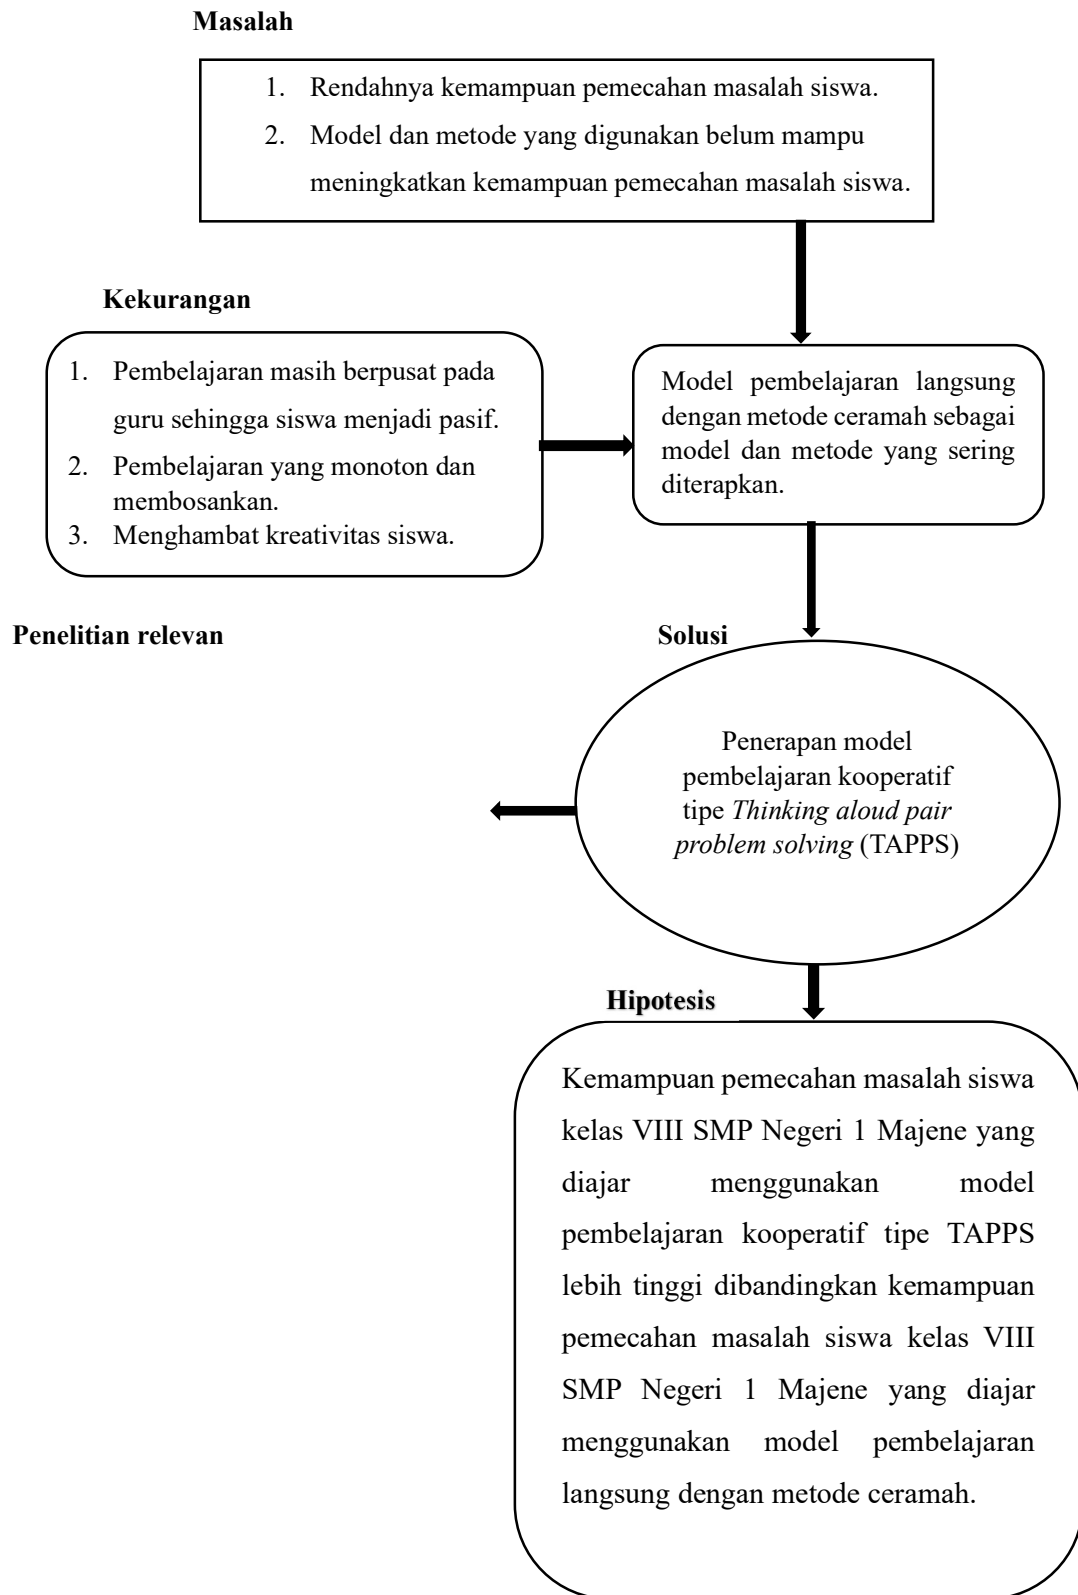 Masalah
1. Rendahnya kemampuan pemecahan masalah siswa.
2. Model dan metode yang digunakan belum mampu
meningkatkan kemampuan pemecahan masalah siswa.
Kekurangan
1. Pembelajaran masih berpusat pada
guru sehingga siswa menjadi pasif.
2. Pembelajaran yang monoton dan
membosankan.
3. Menghambat kreativitas siswa.
Model pembelajaran langsung
dengan metode ceramah sebagai
model dan metode yang sering
diterapkan.
Penelitian relevan
Solusi
Penerapan model
pembelajaran kooperatif
tipe Thinking aloud pair
problem solving (TAPPS)
Hipotesis
Kemampuan pemecahan masalah siswa
kelas VIII SMP Negeri 1 Majene yang
diajar menggunakan model
pembelajaran kooperatif tipe TAPPS
lebih tinggi dibandingkan kemampuan
pemecahan masalah siswa kelas VIII
SMP Negeri 1 Majene yang diajar
menggunakan model pembelajaran
langsung dengan metode ceramah.